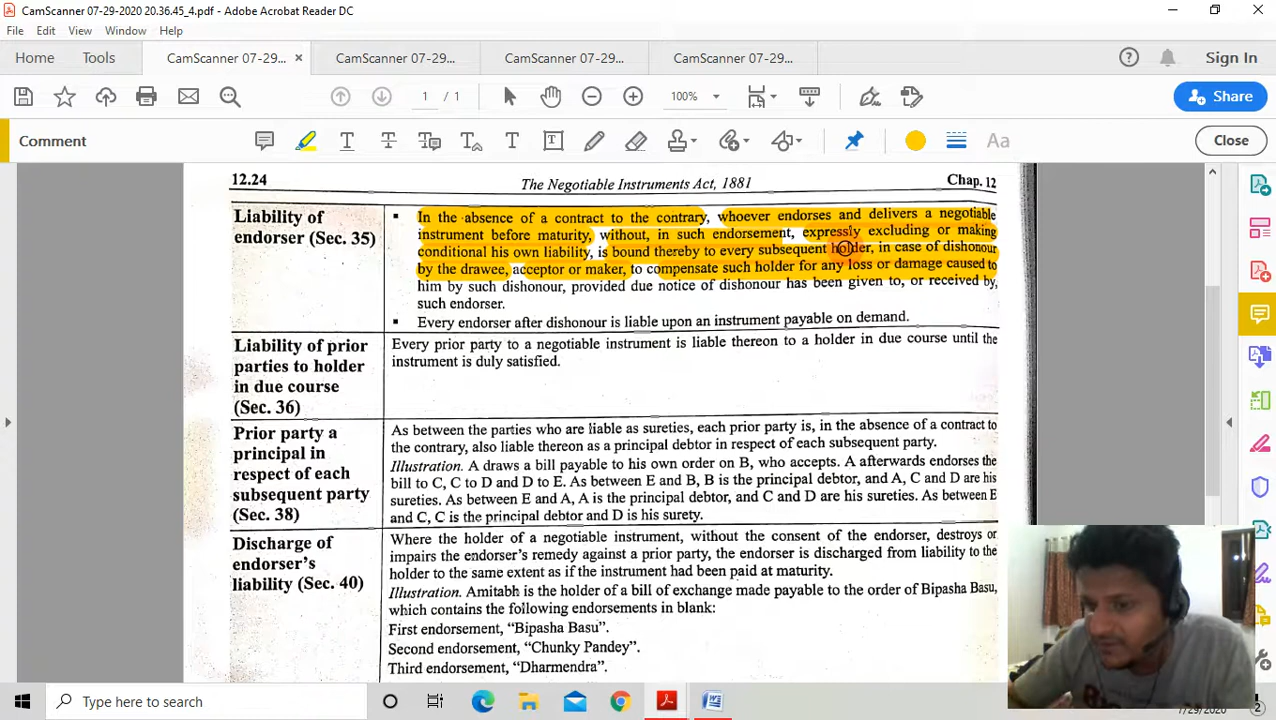 CamScanner 07-29-2020 20.36.45_4.pdf - Adobe Acrobat Reader DC
File Edit View Window Help
Home Tools CamScanner 07-29... × CamScanner 07-29... CamScanner 07-29... CamScanner 07-29... Sign In
1 / 1 100% Share
Comment Aa Close
12.24 The Negotiable Instruments Act, 1881 Chap. 12
Liability of
endorser (Sec. 35)
▪ In the absence of a contract to the contrary, whoever endorses and delivers a negotiable
instrument before maturity, without, in such endorsement, expressly excluding or making
conditional his own liability, is bound thereby to every subsequent holder, in case of dishonour
by the drawee, acceptor or maker, to compensate such holder for any loss or damage caused to
him by such dishonour, provided due notice of dishonour has been given to, or received by,
such endorser.
▪ Every endorser after dishonour is liable upon an instrument payable on demand.
Liability of prior
parties to holder
in due course
(Sec. 36)
Every prior party to a negotiable instrument is liable thereon to a holder in due course until the
instrument is duly satisfied.
Prior party a
principal in
respect of each
subsequent party
(Sec. 38)
As between the parties who are liable as sureties, each prior party is, in the absence of a contract to
the contrary, also liable thereon as a principal debtor in respect of each subsequent party.
Illustration. A draws a bill payable to his own order on B, who accepts. A afterwards endorses the
bill to C, C to D and D to E. As between E and B, B is the principal debtor, and A, C and D are his
sureties. As between E and A, A is the principal debtor, and C and D are his sureties. As between E
and C, C is the principal debtor and D is his surety.
Discharge of
endorser's
liability (Sec. 40)
Where the holder of a negotiable instrument, without the consent of the endorser, destroys or
impairs the endorser's remedy against a prior party, the endorser is discharged from liability to the
holder to the same extent as if the instrument had been paid at maturity.
Illustration. Amitabh is the holder of a bill of exchange made payable to the order of Bipasha Basu,
which contains the following endorsements in blank:
First endorsement, "Bipasha Basu".
Second endorsement, "Chunky Pandey".
Third endorsement, "Dharmendra".
Type here to search
7/29/2020
2